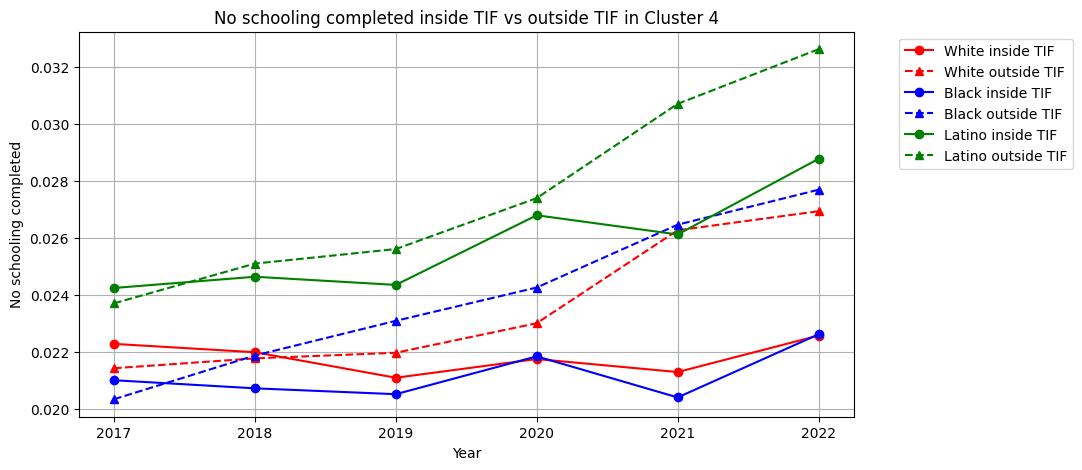 No schooling completed inside TIF vs outside TIF in Cluster 4
No schooling completed
0.032
0.030
0.028
0.026
0.024
0.022
0.020
2017
2018
2019
2020
2021
2022
Year
White inside TIF
White outside TIF
Black inside TIF
Black outside TIF
Latino inside TIF
Latino outside TIF